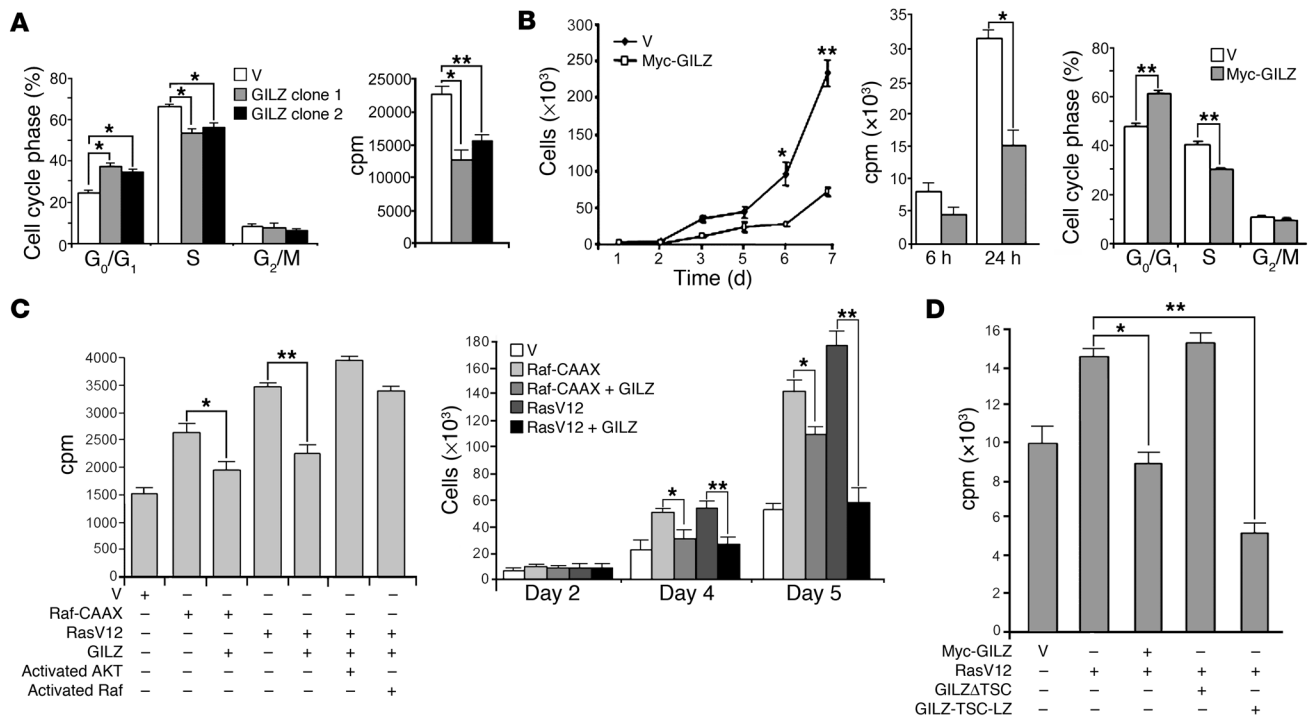 A
Cell cycle phase (%)
80
60
40
20
0
* *
* *
V
GILZ clone 1
GILZ clone 2
G0/G1 S G2/M
cpm
25000
20000
15000
10000
5000
0
**
*
B
Cells (×10³)
300
250
200
150
100
50
0
V
Myc-GILZ
*
**
1 2 3 5 6 7
Time (d)
cpm (×10³)
35
30
25
20
15
10
5
0
*
6 h 24 h
Cell cycle phase (%)
80
60
40
20
0
**
**
V
Myc-GILZ
G0/G1 S G2/M
C
cpm
4000
3500
3000
2500
2000
1500
1000
500
0
*
**
V + – – – – – –
Raf-CAAX – + + – – – –
RasV12 – – – + + + +
GILZ – – + – + + +
Activated AKT – – – – – + –
Activated Raf – – – – – – +
Cells (×10³)
180
160
140
120
100
80
60
40
20
0
V
Raf-CAAX
Raf-CAAX + GILZ
RasV12
RasV12 + GILZ
* **
* **
Day 2 Day 4 Day 5
D
cpm (×10³)
16
14
12
10
8
6
4
2
0
*
**
Myc-GILZ V – + – –
RasV12 – + + + +
GILZΔTSC – – – + –
GILZ-TSC-LZ – – – – +